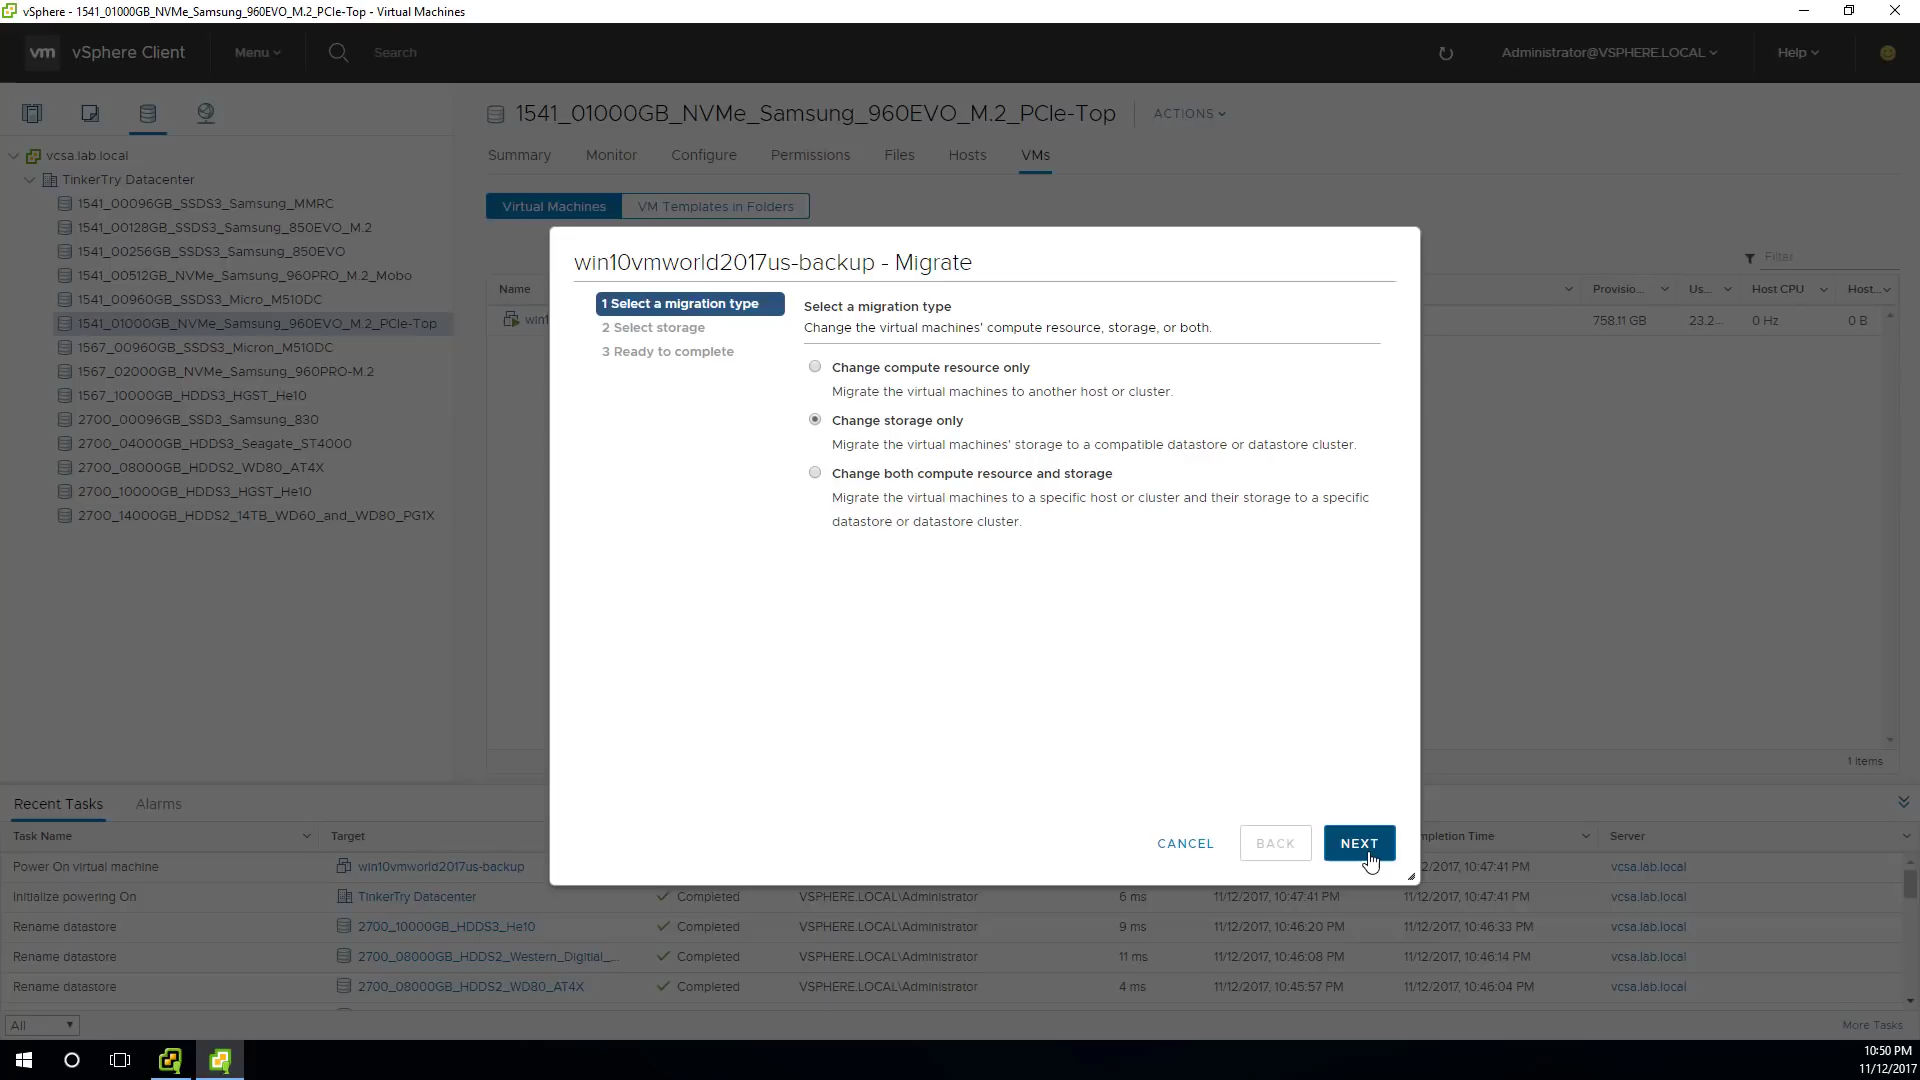 vSphere - 1541_01000GB_NVMe_Samsung_960EVO_M.2_PCIe-Top - Virtual Machines
vm vSphere Client Menu Search Administrator@VSPHERE.LOCAL Help
1541_01000GB_NVMe_Samsung_960EVO_M.2_PCIe-Top ACTIONS
Summary Monitor Configure Permissions Files Hosts VMs
Virtual Machines VM Templates in Folders
vcsa.lab.local
TinkerTry Datacenter
1541_00096GB_SSDS3_Samsung_MMRC
1541_00128GB_SSDS3_Samsung_850EVO_M.2
1541_00256GB_SSDS3_Samsung_850EVO
1541_00512GB_NVMe_Samsung_960PRO_M.2_Mobo
1541_00960GB_SSDS3_Micro_M510DC
1541_01000GB_NVMe_Samsung_960EVO_M.2_PCIe-Top
1567_00960GB_SSDS3_Micron_M510DC
1567_02000GB_NVMe_Samsung_960PRO-M.2
1567_10000GB_HDDS3_HGST_He10
2700_00096GB_SSD3_Samsung_830
2700_04000GB_HDDS3_Seagate_ST4000
2700_08000GB_HDDS2_WD80_AT4X
2700_10000GB_HDDS3_HGST_He10
2700_14000GB_HDDS2_14TB_WD60_and_WD80_PG1X
Filter
Name Provisio... Us... Host CPU Host...
win1 758.11 GB 23.2... 0 Hz 0 B
1 items
win10vmworld2017us-backup - Migrate
1 Select a migration type
2 Select storage
3 Ready to complete
Select a migration type
Change the virtual machines' compute resource, storage, or both.
Change compute resource only
Migrate the virtual machines to another host or cluster.
Change storage only
Migrate the virtual machines' storage to a compatible datastore or datastore cluster.
Change both compute resource and storage
Migrate the virtual machines to a specific host or cluster and their storage to a specific
datastore or datastore cluster.
CANCEL BACK NEXT
Recent Tasks Alarms
Task Name Target mpletion Time Server
Power On virtual machine win10vmworld2017us-backup 2/2017, 10:47:41 PM vcsa.lab.local
Initialize powering On TinkerTry Datacenter Completed VSPHERE.LOCAL\Administrator 6 ms 11/12/2017, 10:47:41 PM 11/12/2017, 10:47:41 PM vcsa.lab.local
Rename datastore 2700_10000GB_HDDS3_He10 Completed VSPHERE.LOCAL\Administrator 9 ms 11/12/2017, 10:46:20 PM 11/12/2017, 10:46:33 PM vcsa.lab.local
Rename datastore 2700_08000GB_HDDS2_Western_Digitial_... Completed VSPHERE.LOCAL\Administrator 11 ms 11/12/2017, 10:46:08 PM 11/12/2017, 10:46:14 PM vcsa.lab.local
Rename datastore 2700_08000GB_HDDS2_WD80_AT4X Completed VSPHERE.LOCAL\Administrator 4 ms 11/12/2017, 10:45:57 PM 11/12/2017, 10:46:04 PM vcsa.lab.local
All More Tasks
10:50 PM
11/12/2017